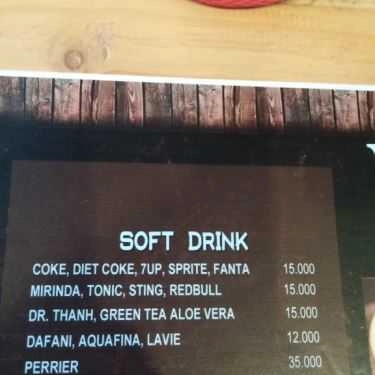 SOFT DRINK
COKE, DIET COKE, 7UP, SPRITE, FANTA 15.000
MIRINDA, TONIC, STING, REDBULL 15.000
DR. THANH, GREEN TEA ALOE VERA 15.000
DAFANI, AQUAFINA, LAVIE 12.000
PERRIER 35.000